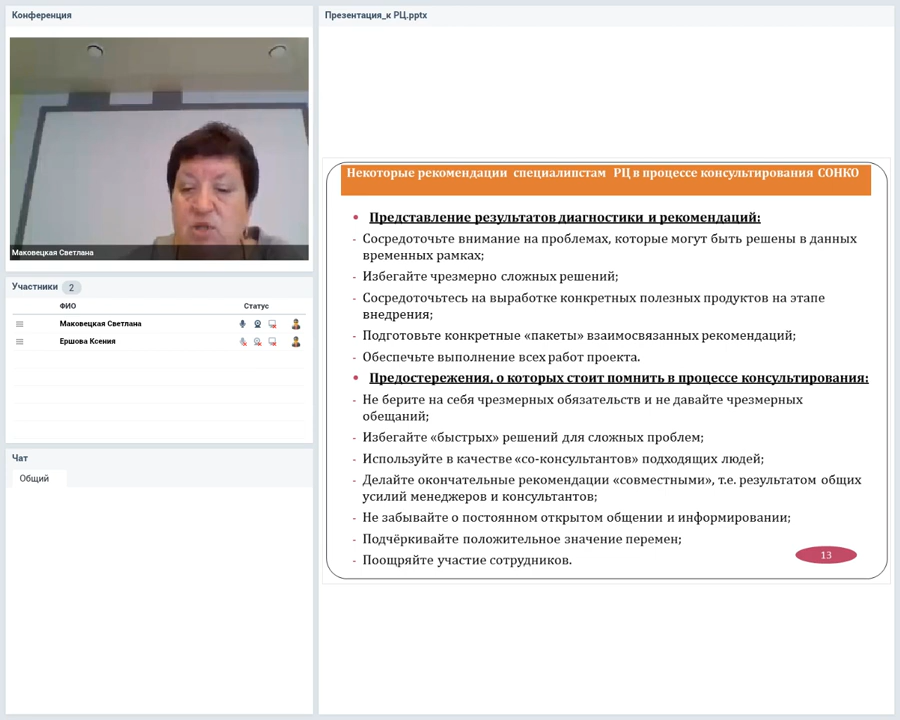 Конференция
Маковецкая Светлана
Участники 2
ФИО Статус
Маковецкая Светлана
Ершова Ксения
Чат
Общий
Презентация_к РЦ.pptx
Некоторые рекомендации специалипстам РЦ в процессе консультирования СОНКО
• Представление результатов диагностики и рекомендаций:
- Сосредоточьте внимание на проблемах, которые могут быть решены в данных
временных рамках;
- Избегайте чрезмерно сложных решений;
- Сосредоточьтесь на выработке конкретных полезных продуктов на этапе
внедрения;
- Подготовьте конкретные «пакеты» взаимосвязанных рекомендаций;
- Обеспечьте выполнение всех работ проекта.
• Предостережения, о которых стоит помнить в процессе консультирования:
- Не берите на себя чрезмерных обязательств и не давайте чрезмерных
обещаний;
- Избегайте «быстрых» решений для сложных проблем;
- Используйте в качестве «со-консультантов» подходящих людей;
- Делайте окончательные рекомендации «совместными», т.е. результатом общих
усилий менеджеров и консультантов;
- Не забывайте о постоянном открытом общении и информировании;
- Подчёркивайте положительное значение перемен;
- Поощряйте участие сотрудников.
13